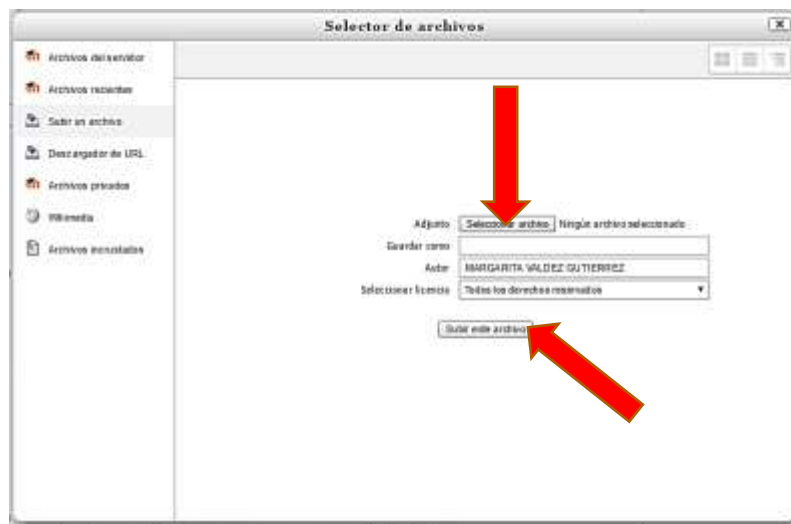 Selector de archivos
Archivos del servidor
Archivos recientes
Subir un archivo
Descargador de URL
Archivos privados
Wikimedia
Archivos incrustados
Adjunto Seleccionar archivo Ningún archivo seleccionado
Guardar como
Autor MARGARITA VALDEZ GUTIERREZ
Seleccionar licencia Todos los derechos reservados
Subir este archivo